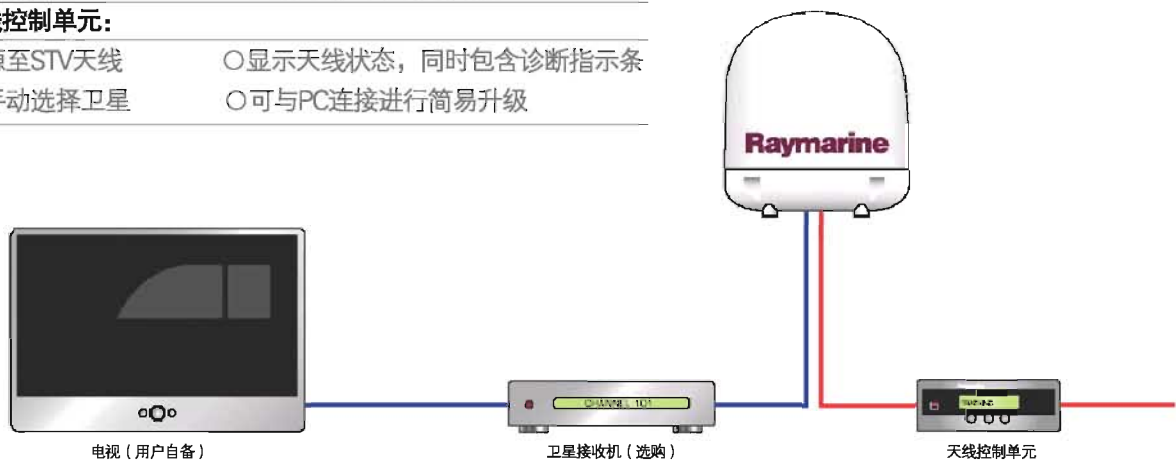 控制单元：
至STV天线 ○显示天线状态，同时包含诊断指示条
动选择卫星 ○可与PC连接进行简易升级
Raymarine
CHANNEL 101
电视（用户自备）
卫星接收机（选购）
天线控制单元